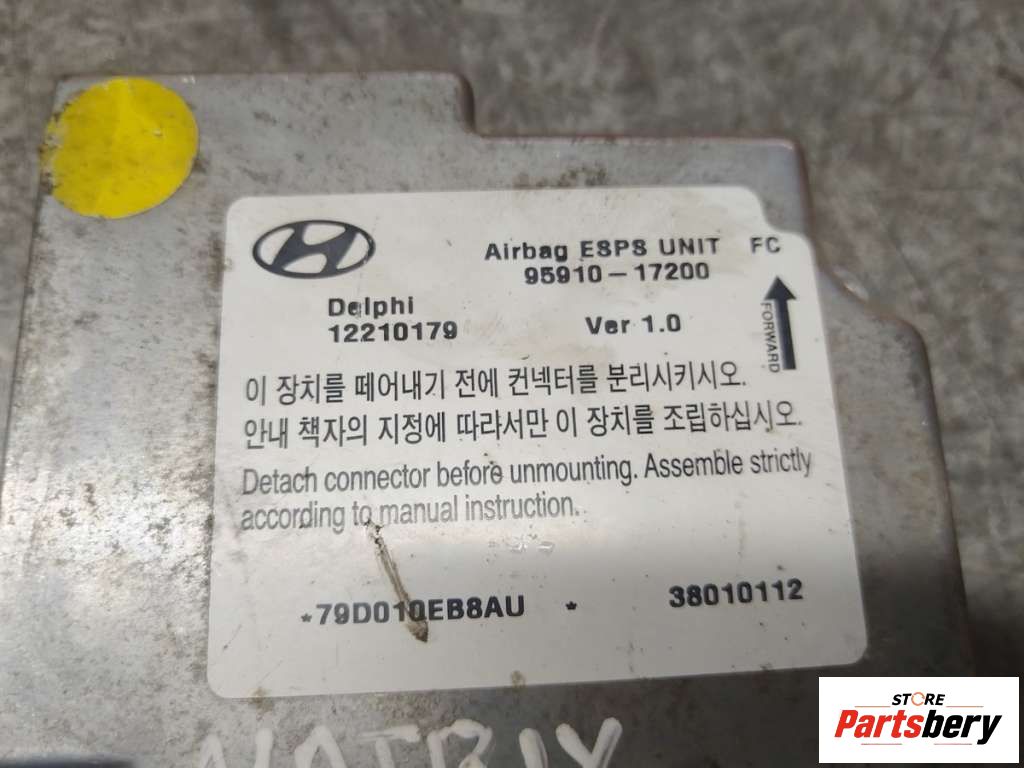 Airbag ESPS UNIT FC
95910-17200
Delphi
12210179
Ver 1.0
FORWARD
이 장치를 떼어내기 전에 컨넥터를 분리시키시오.
안내 책자의 지정에 따라서만 이 장치를 조립하십시오.
Detach connector before unmounting. Assemble strictly
according to manual instruction.
*79D010EB8AU *
38010112
MATRIX
STORE
Partsbery